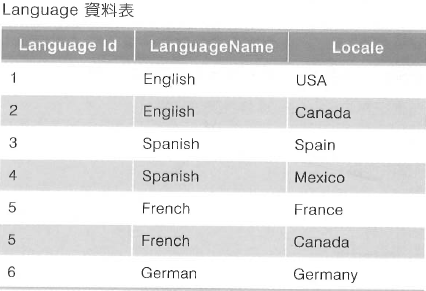 Language 資料表
Language Id LanguageName Locale
1 English USA
2 English Canada
3 Spanish Spain
4 Spanish Mexico
5 French France
5 French Canada
6 German Germany